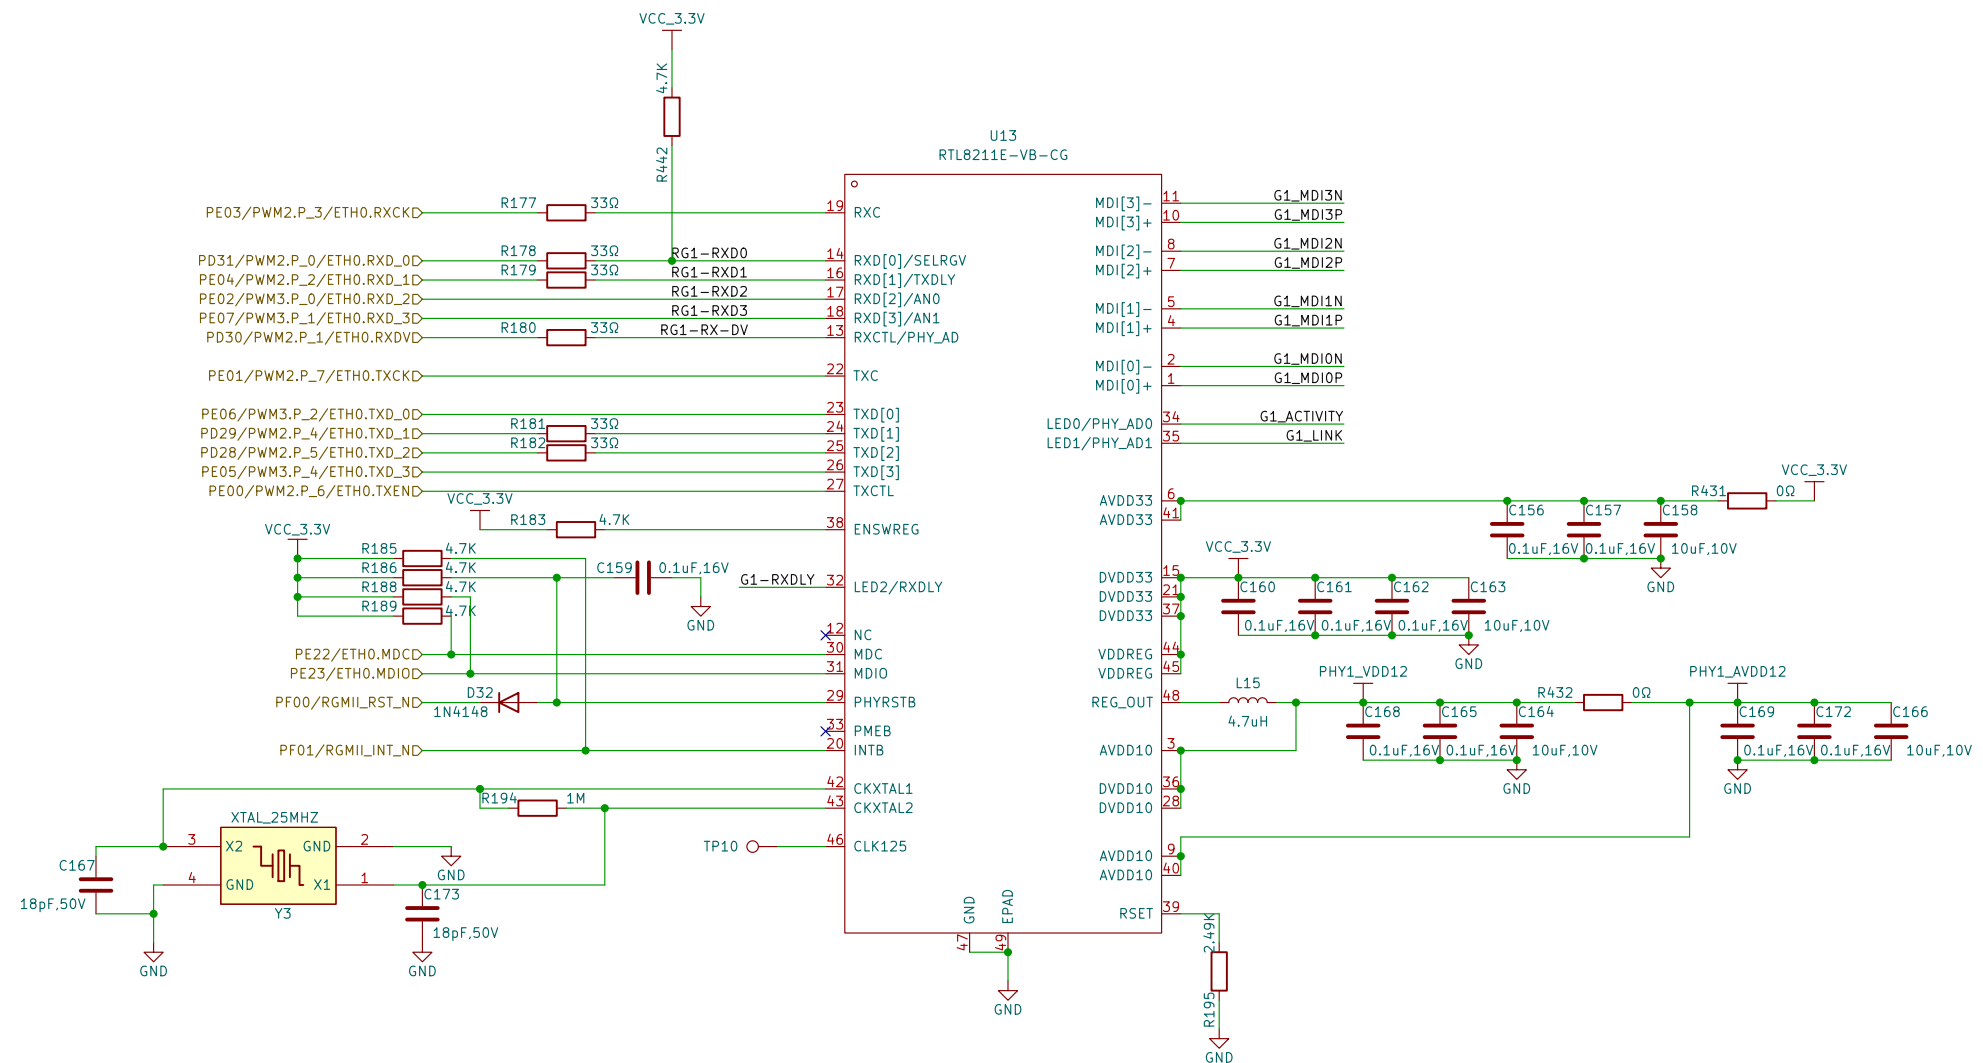 VCC_3.3V
4.7K
R442
U13
RTL8211E-VB-CG
PE03/PWM2.P_3/ETH0.RXCK
R177
33Ω
19
RXC
PD31/PWM2.P_0/ETH0.RXD_0
R178
33Ω
RG1-RXD0
14
RXD[0]/SELRGV
PE04/PWM2.P_2/ETH0.RXD_1
R179
33Ω
RG1-RXD1
16
RXD[1]/TXDLY
PE02/PWM3.P_0/ETH0.RXD_2
RG1-RXD2
17
RXD[2]/AN0
PE07/PWM3.P_1/ETH0.RXD_3
RG1-RXD3
18
RXD[3]/AN1
PD30/PWM2.P_1/ETH0.RXDV
R180
33Ω
RG1-RX-DV
13
RXCTL/PHY_AD
PE01/PWM2.P_7/ETH0.TXCK
22
TXC
PE06/PWM3.P_2/ETH0.TXD_0
23
TXD[0]
PD29/PWM2.P_4/ETH0.TXD_1
R181
33Ω
24
TXD[1]
PD28/PWM2.P_5/ETH0.TXD_2
R182
33Ω
25
TXD[2]
PE05/PWM3.P_4/ETH0.TXD_3
26
TXD[3]
PE00/PWM2.P_6/ETH0.TXEN
27
TXCTL
VCC_3.3V
R183
4.7K
38
ENSWREG
VCC_3.3V
R185
4.7K
R186
4.7K
R188
4.7K
R189
4.7K
C159
0.1uF,16V
GND
G1-RXDLY
32
LED2/RXDLY
12
NC
PE22/ETH0.MDC
30
MDC
PE23/ETH0.MDIO
31
MDIO
PF00/RGMII_RST_N
D32
1N4148
29
PHYRSTB
33
PMEB
PF01/RGMII_INT_N
20
INTB
42
CKXTAL1
R194
1M
43
CKXTAL2
TP10
46
CLK125
XTAL_25MHZ
3
X2
GND
2
4
GND
X1
1
Y3
C167
18pF,50V
GND
GND
C173
18pF,50V
GND
GND
47
EPAD
49
GND
MDI[3]-
11
G1_MDI3N
MDI[3]+
10
G1_MDI3P
MDI[2]-
8
G1_MDI2N
MDI[2]+
7
G1_MDI2P
MDI[1]-
5
G1_MDI1N
MDI[1]+
4
G1_MDI1P
MDI[0]-
2
G1_MDI0N
MDI[0]+
1
G1_MDI0P
LED0/PHY_AD0
34
G1_ACTIVITY
LED1/PHY_AD1
35
G1_LINK
AVDD33
6
AVDD33
41
C156
0.1uF,16V
C157
0.1uF,16V
C158
10uF,10V
R431
0Ω
VCC_3.3V
GND
VCC_3.3V
DVDD33
15
DVDD33
21
DVDD33
37
VDDREG
44
VDDREG
45
C160
0.1uF,16V
C161
0.1uF,16V
C162
0.1uF,16V
C163
10uF,10V
GND
REG_OUT
48
L15
4.7uH
PHY1_VDD12
C168
0.1uF,16V
C165
0.1uF,16V
C164
10uF,10V
GND
R432
0Ω
PHY1_AVDD12
C169
0.1uF,16V
C172
0.1uF,16V
C166
10uF,10V
GND
AVDD10
3
DVDD10
36
DVDD10
28
AVDD10
9
AVDD10
40
RSET
39
2.49K
R195
GND